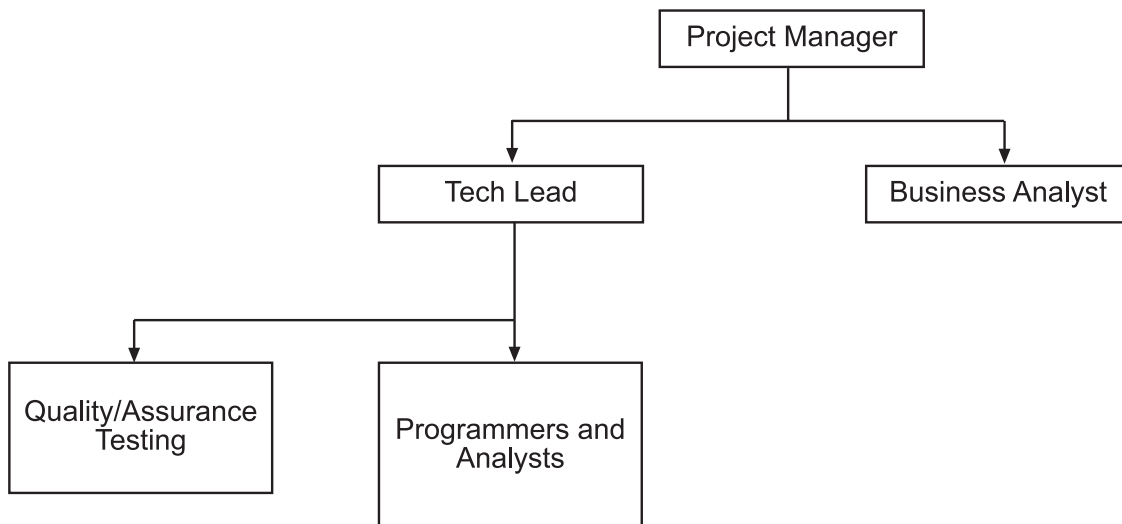 Project Manager
Tech Lead
Business Analyst
Quality/Assurance
Testing
Programmers and
Analysts